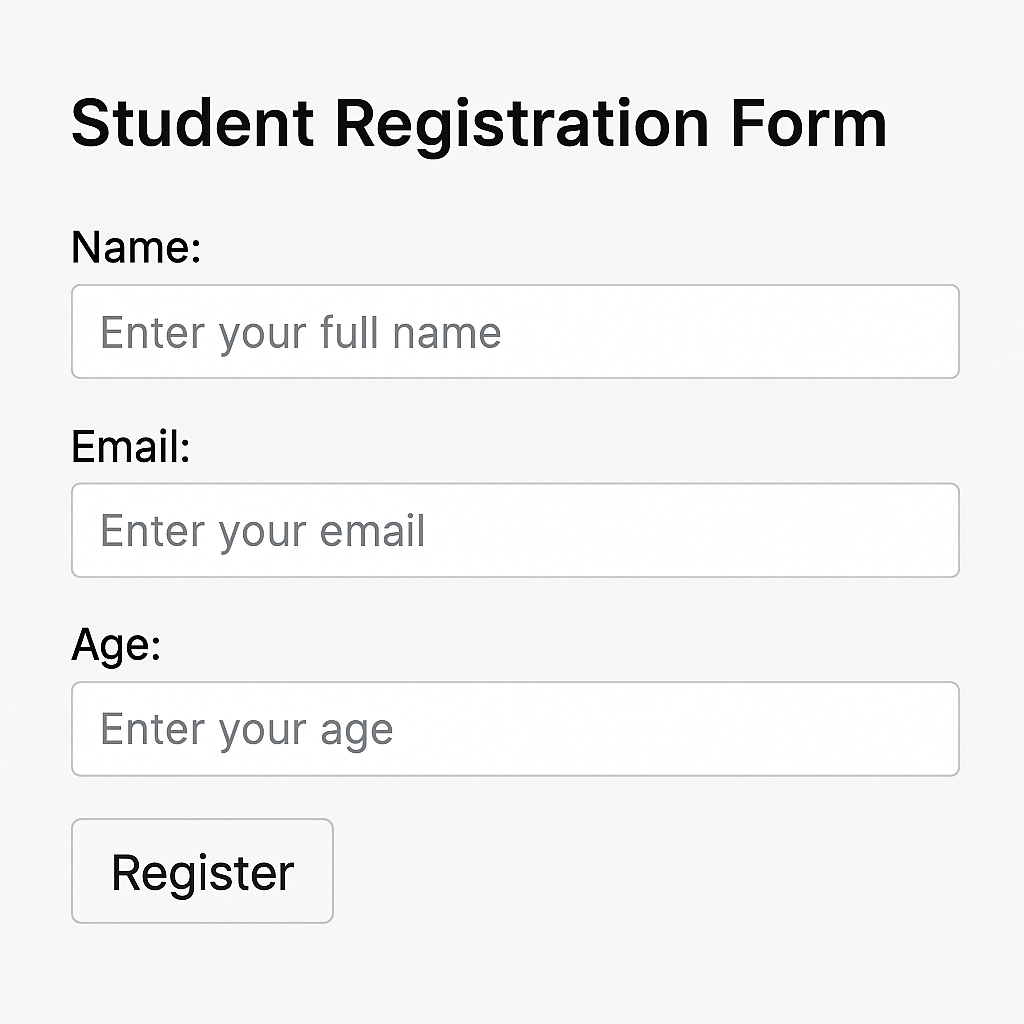 Student Registration Form
Name:
Enter your full name
Email:
Enter your email
Age:
Enter your age
Register